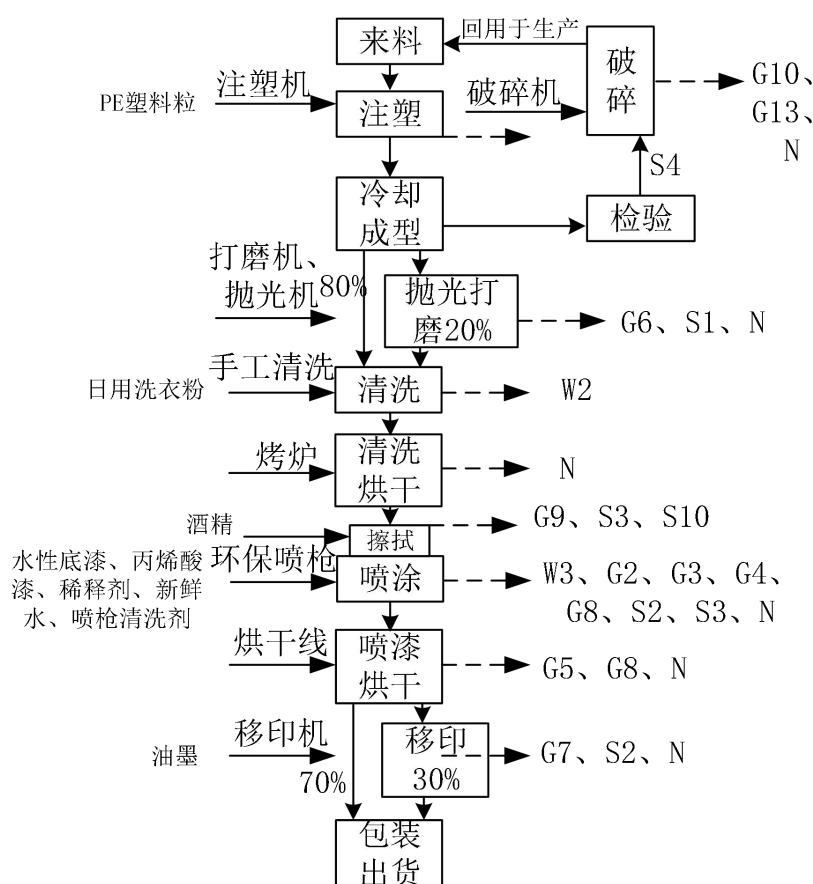 来料
回用于生产
破
碎
G10、
G13、
N
PE塑料粒
注塑机
注塑
破碎机
S4
冷却
成型
检验
打磨机、
抛光机
80%
抛光打
磨20%
G6、S1、N
日用洗衣粉
手工清洗
清洗
W2
烤炉
清洗
烘干
N
酒精
擦拭
G9、S3、S10
水性底漆、丙烯酸
漆、稀释剂、新鲜
水、喷枪清洗剂
环保喷枪
喷涂
W3、G2、G3、G4、
G8、S2、S3、N
烘干线
喷漆
烘干
G5、G8、N
油墨
移印机
70%
移印
30%
G7、S2、N
包装
出货